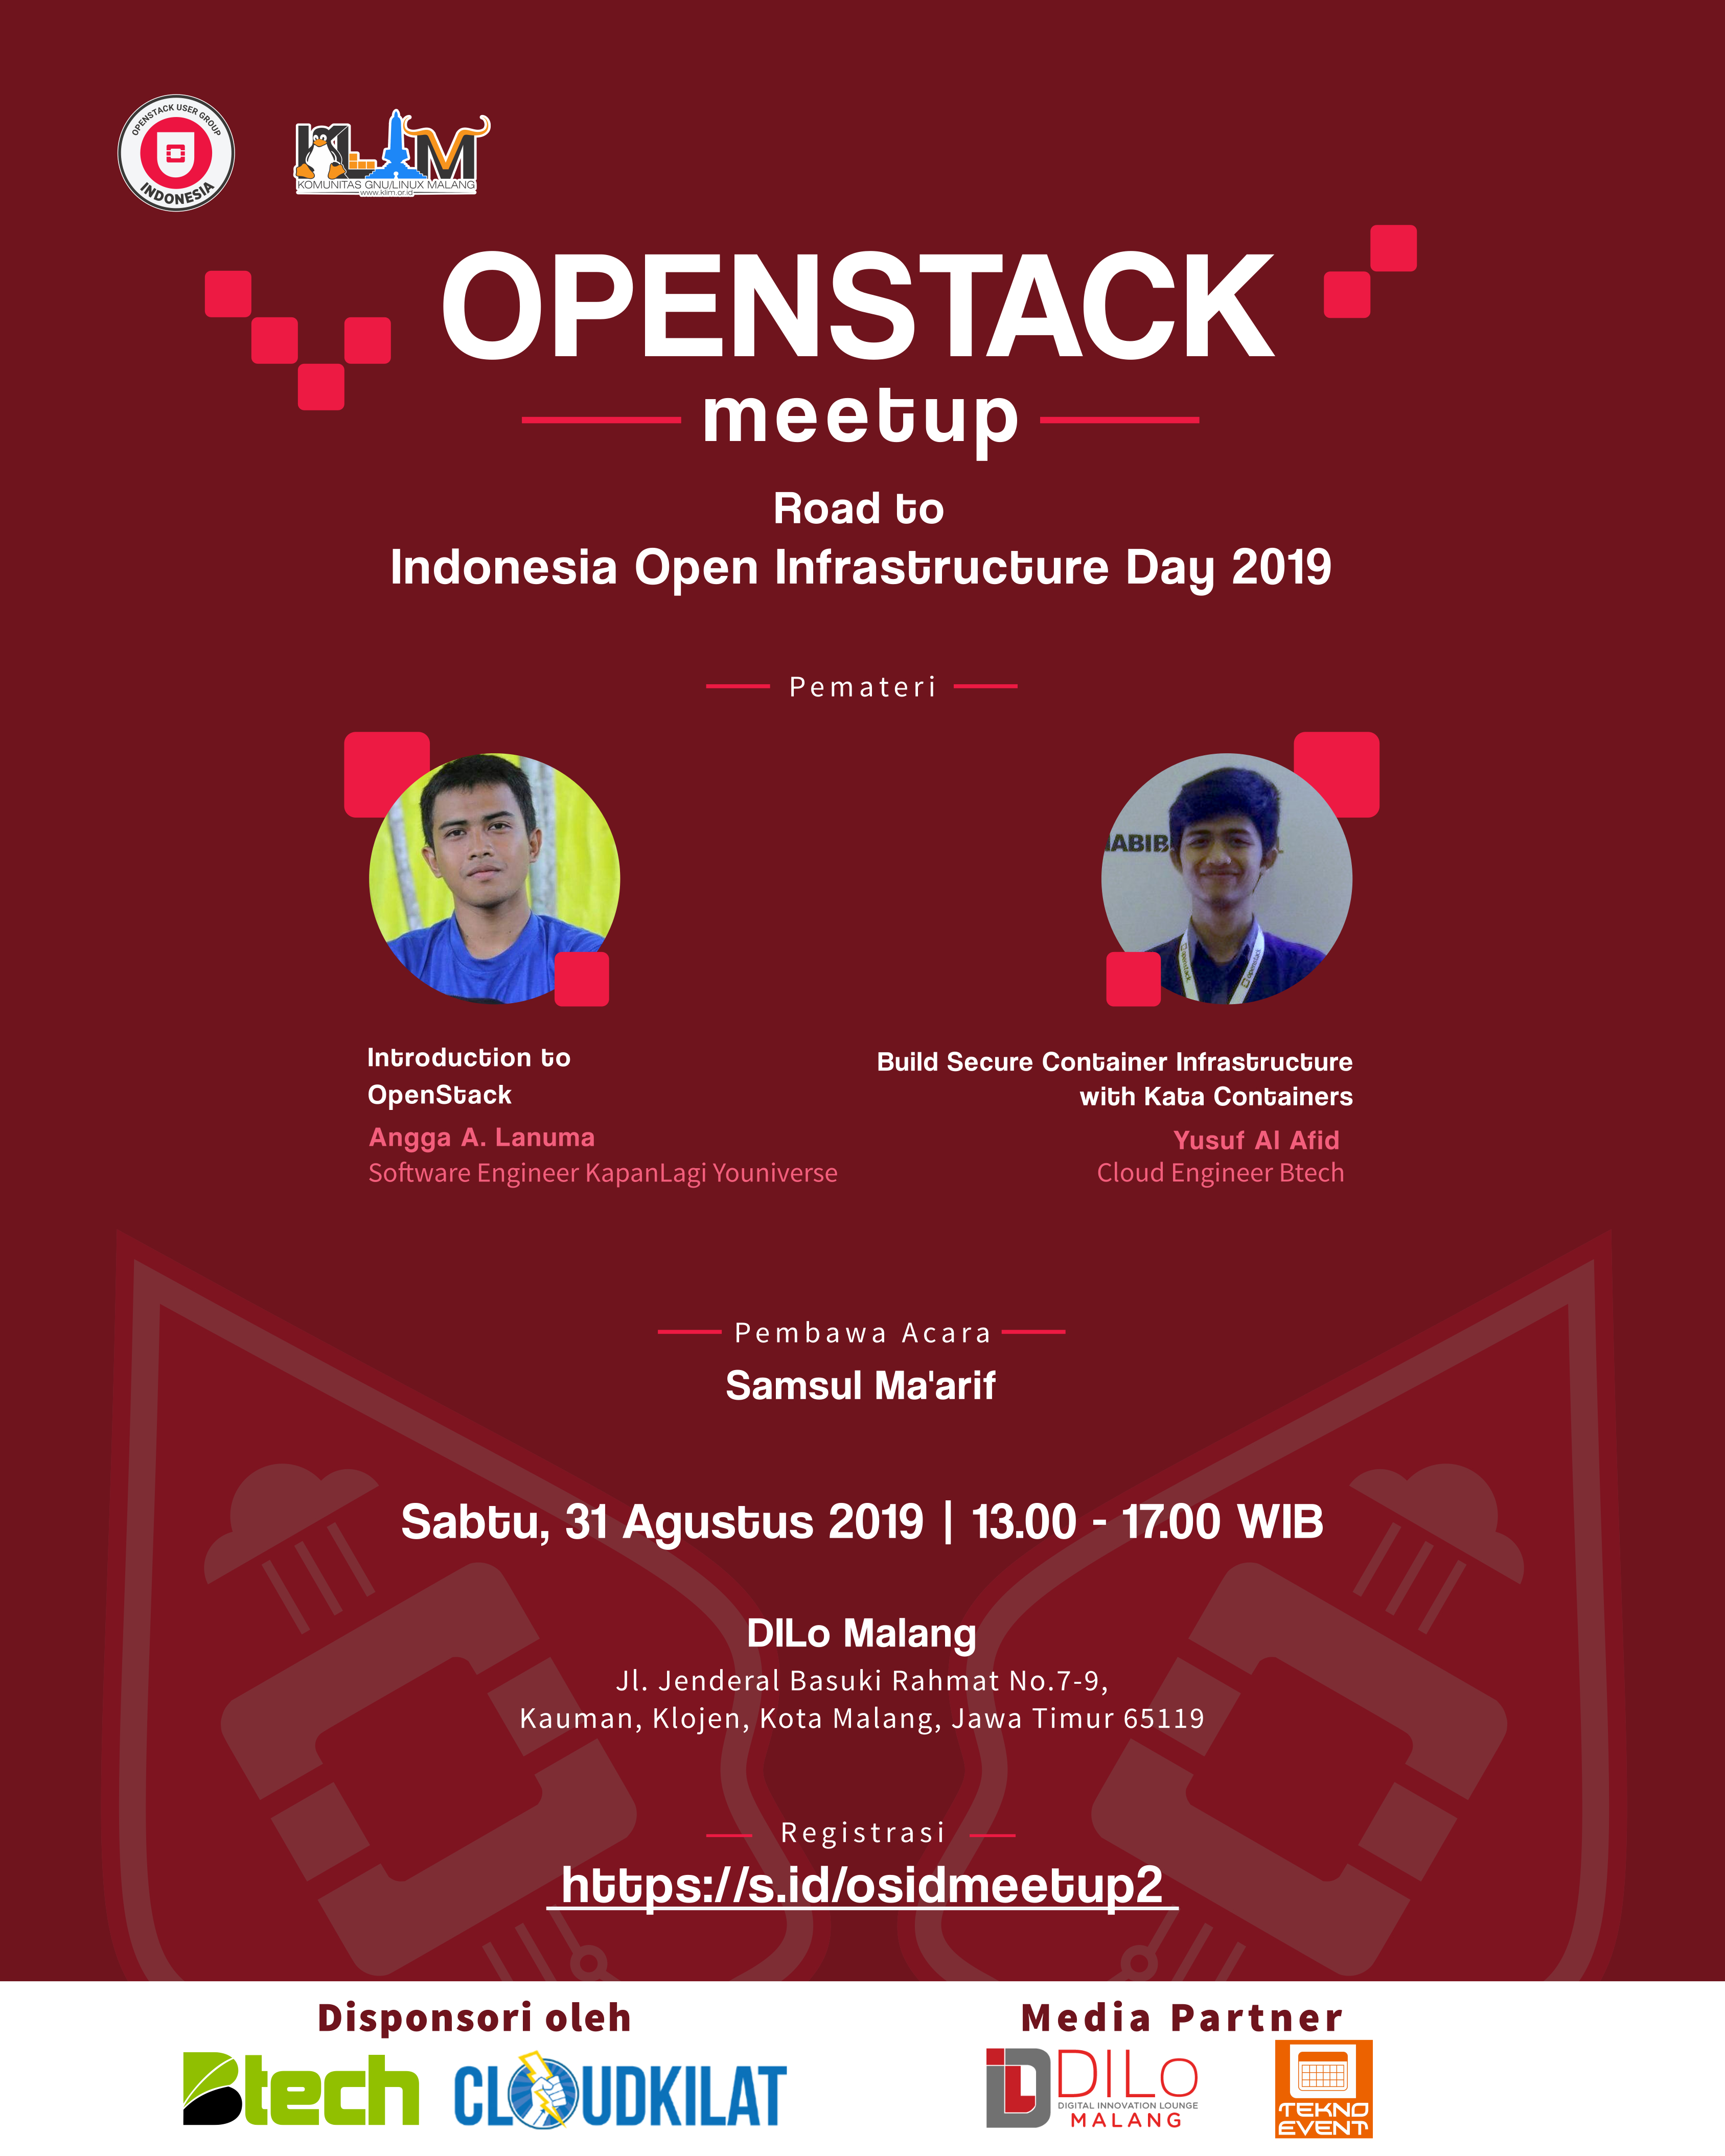 OPENSTACK USER GROUP
INDONESIA
KLIM
KOMUNITAS GNU/LINUX MALANG
www.klim.or.id
OPENSTACK
meetup
Road to
Indonesia Open Infrastructure Day 2019
Pemateri
HABIB
openstack
openstack
Introduction to
OpenStack
Angga A. Lanuma
Software Engineer KapanLagi Youniverse
Build Secure Container Infrastructure
with Kata Containers
Yusuf Al Afid
Cloud Engineer Btech
Pembawa Acara
Samsul Ma'arif
Sabtu, 31 Agustus 2019 | 13.00 - 17.00 WIB
DILo Malang
Jl. Jenderal Basuki Rahmat No.7-9,
Kauman, Klojen, Kota Malang, Jawa Timur 65119
Registrasi
https://s.id/osidmeetup2
Disponsori oleh
Btech
CLOUDKILAT
Media Partner
DILo
DIGITAL INNOVATION LOUNGE
MALANG
TEKNO
EVENT